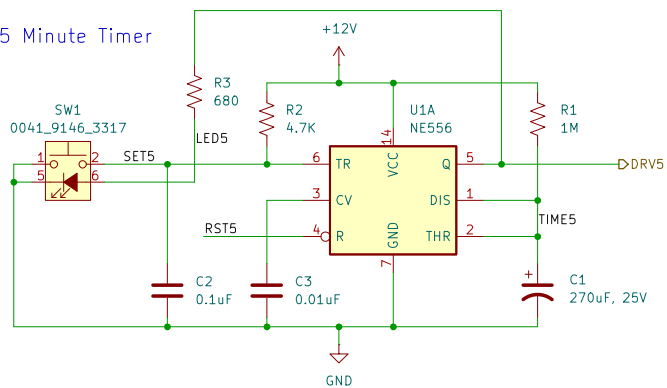 5 Minute Timer
+12V
R3
680
SW1
0041_9146_3317
LED5
R2
4.7K
U1A
NE556
R1
1M
1
2
5
6
SET5
6
TR
14
VCC
Q
5
DRV5
3
CV
DIS
1
RST5
4
R
GND
7
THR
2
TIME5
C2
0.1uF
C3
0.01uF
+
C1
270uF, 25V
GND